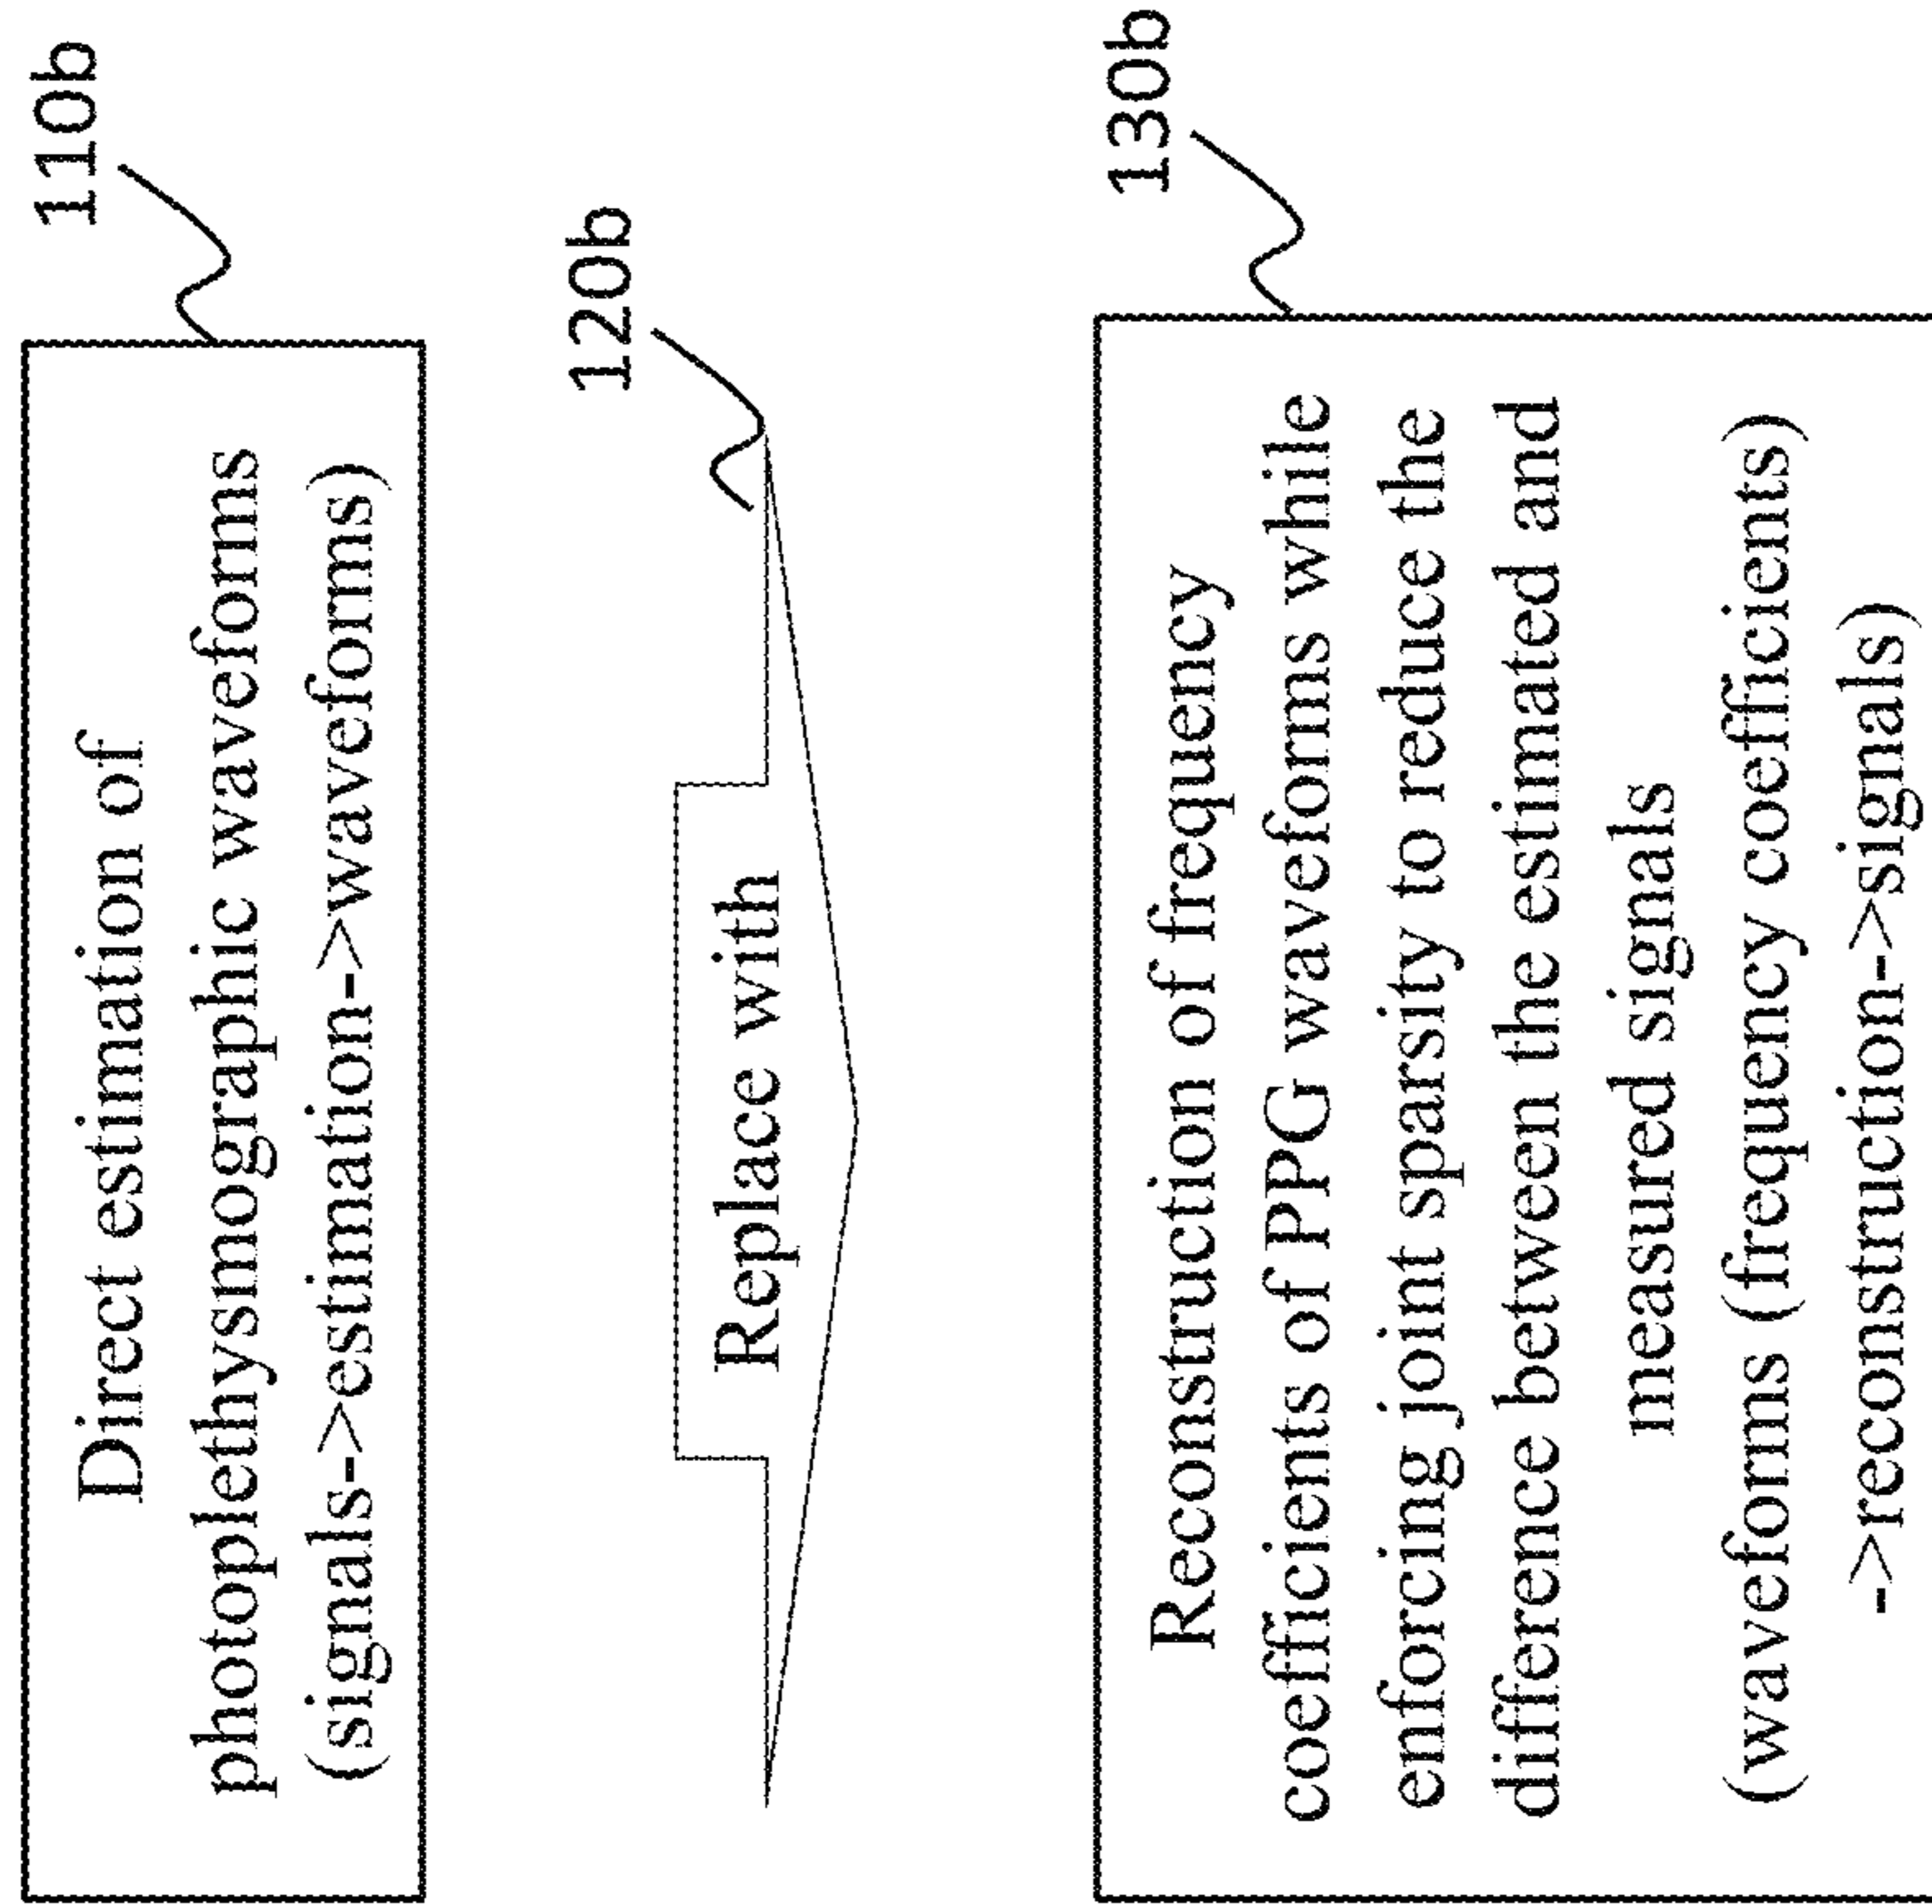 110b
Direct estimation of
photoplethysmographic waveforms
(signals->estimation->waveforms)
120b
Replace with
130b
Reconstruction of frequency
coefficients of PPG waveforms while
enforcing joint sparsity to reduce the
difference between the estimated and
measured signals
(waveforms (frequency coefficients)
->reconstruction->signals)